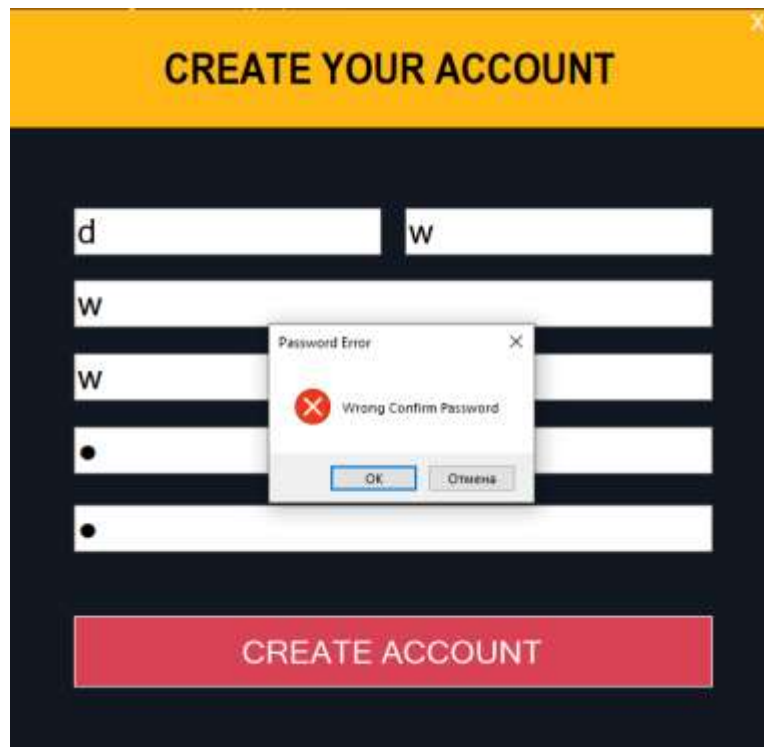 X
CREATE YOUR ACCOUNT
d
w
w
Password Error
w
Wrong Confirm Password
●
OK
Отмена
●
CREATE ACCOUNT